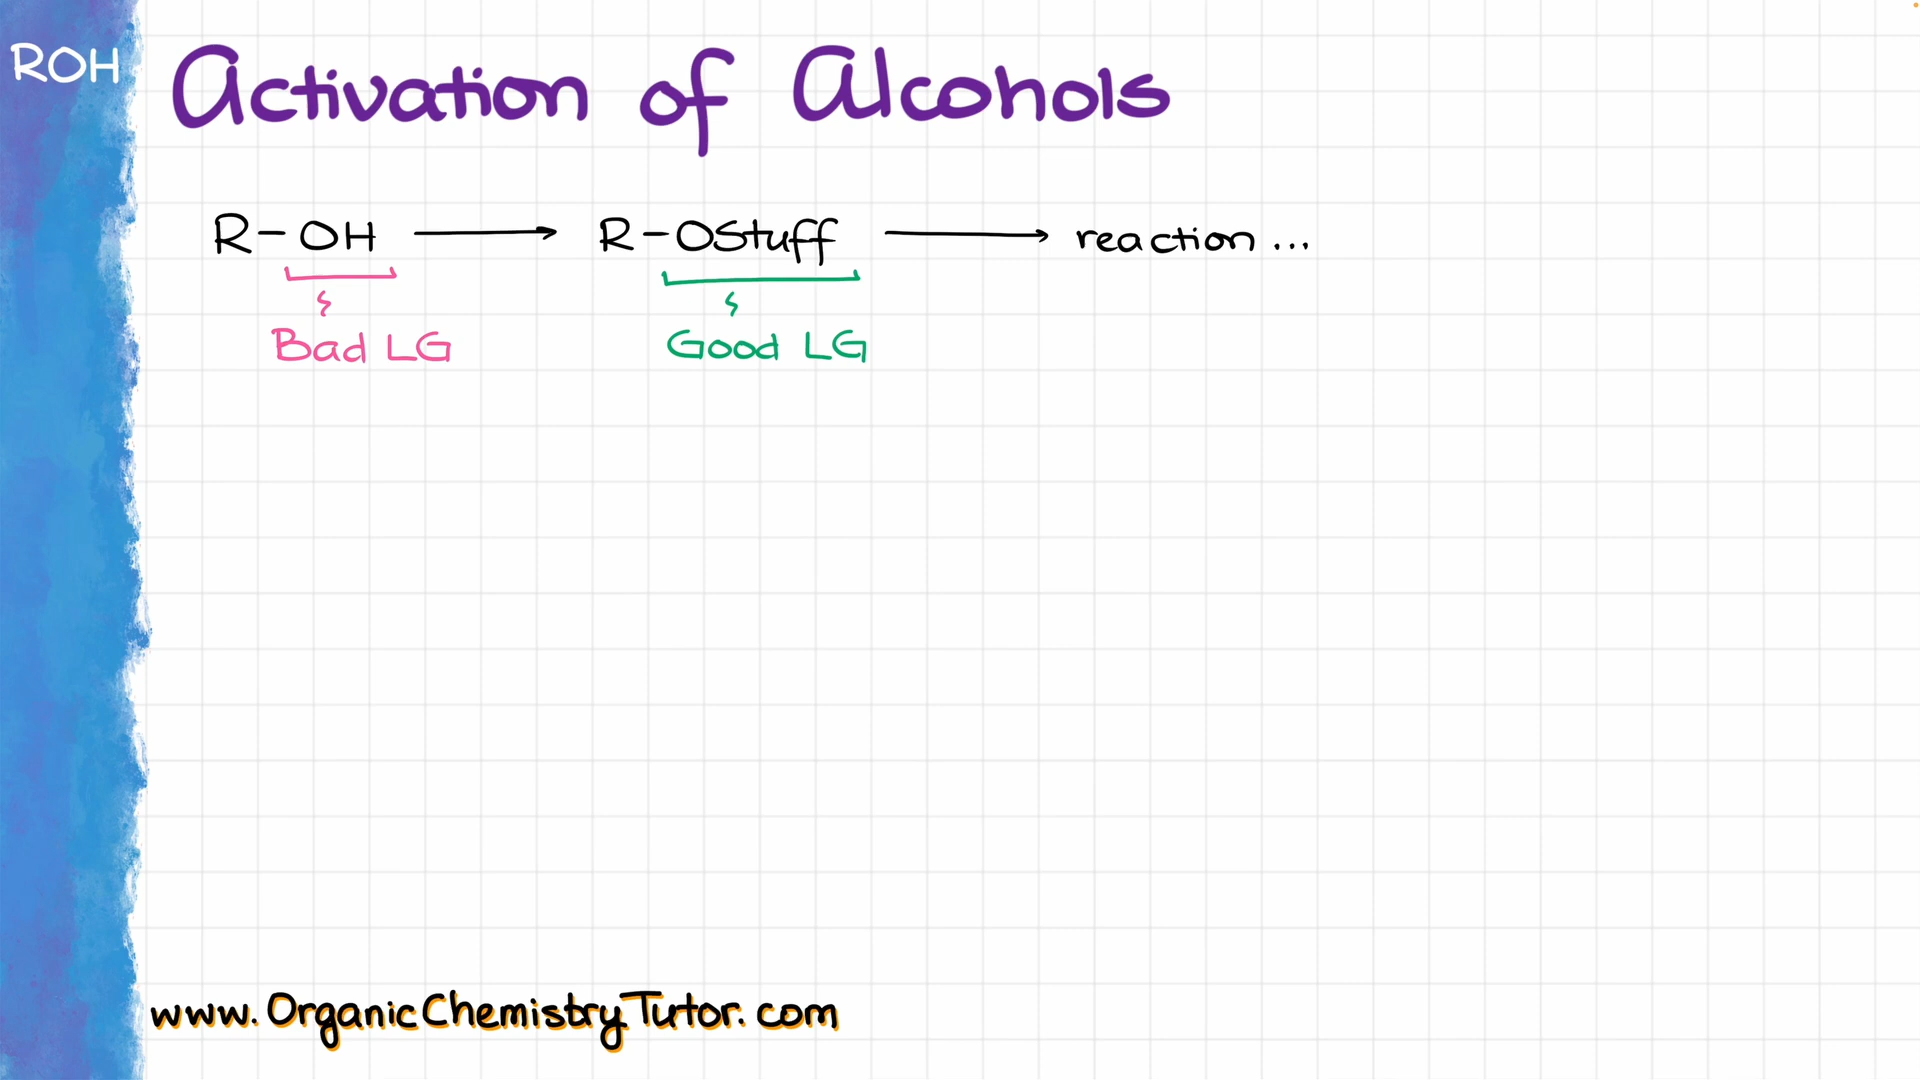 ROH
Activation of Alcohols
R-OH → R-OStuff → reaction ...
Bad LG Good LG
www.OrganicChemistryTutor.com